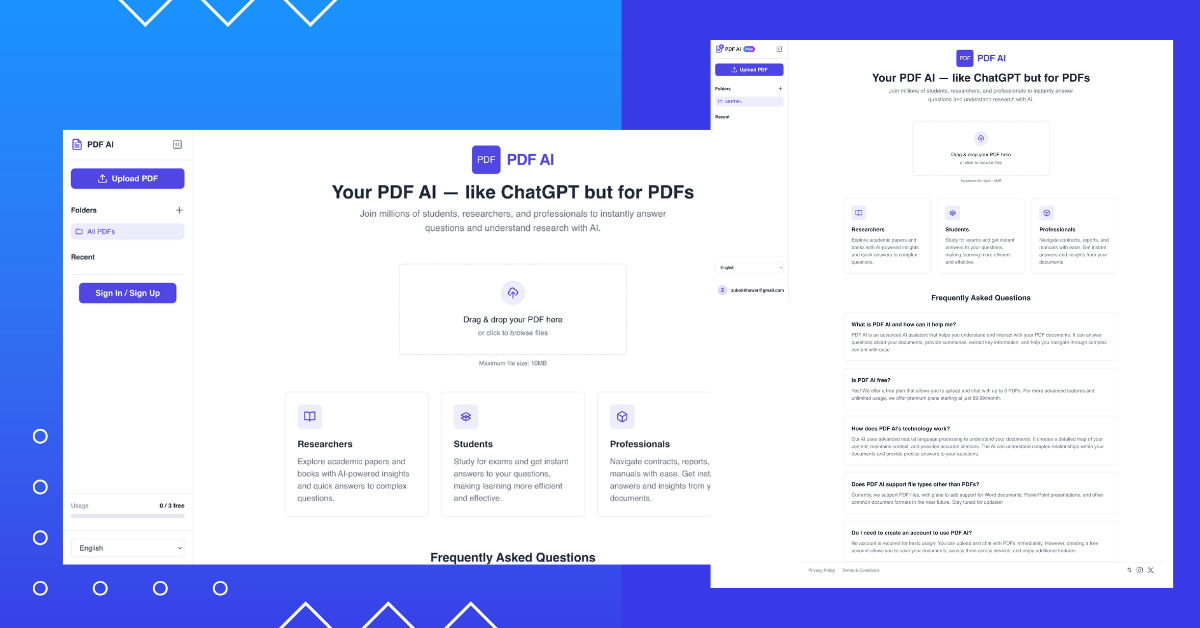 PDF AI
Upload PDF
Folders
All PDFs
Recent
Sign In / Sign Up
Usage
0 / 3 free
English
PDF
PDF AI
Your PDF AI — like ChatGPT but for PDFs
Join millions of students, researchers, and professionals to instantly answer
questions and understand research with AI.
Drag & drop your PDF here
or click to browse files
Maximum file size: 10MB
Researchers
Explore academic papers and
books with AI-powered insights
and quick answers to complex
questions.
Students
Study for exams and get instant
answers to your questions,
making learning more efficient
and effective.
Professionals
Navigate contracts, reports,
manuals with ease. Get inst
answers and insights from y
documents.
Frequently Asked Questions
PDF AI
Upload PDF
Folders
All PDFs
Recent
English
Z
zubairkhawer@gmail.com
PDF
PDF AI
Your PDF AI — like ChatGPT but for PDFs
Join millions of students, researchers, and professionals to instantly answer
questions and understand research with AI.
Drag & drop your PDF here
or click to browse files
Maximum file size: 10MB
Researchers
Explore academic papers and
books with AI-powered insights
and quick answers to complex
questions.
Students
Study for exams and get instant
answers to your questions,
making learning more efficient
and effective.
Professionals
Navigate contracts, reports, and
manuals with ease. Get instant
answers and insights from your
documents.
Frequently Asked Questions
What is PDF AI and how can it help me?
PDF AI is an advanced AI assistant that helps you understand and interact with your PDF documents. It can answer
questions about your documents, provide summaries, extract key information, and help you navigate through complex
content with ease.
Is PDF AI free?
Yes! We offer a free plan that allows you to upload and chat with up to 3 PDFs. For more advanced features and
unlimited usage, we offer premium plans starting at just $9.99/month.
How does PDF AI's technology work?
Our AI uses advanced natural language processing to understand your documents. It creates a detailed map of your
content, maintains context, and provides accurate citations. The AI can understand complex relationships within your
documents and provide precise answers to your questions.
Does PDF AI support file types other than PDFs?
Currently, we support PDF files, with plans to add support for Word documents, PowerPoint presentations, and other
common document formats in the near future. Stay tuned for updates!
Do I need to create an account to use PDF AI?
No account is required for basic usage! You can upload and chat with PDFs immediately. However, creating a free
account allows you to save your documents, access them across devices, and enjoy additional features.
Privacy Policy Terms & Conditions